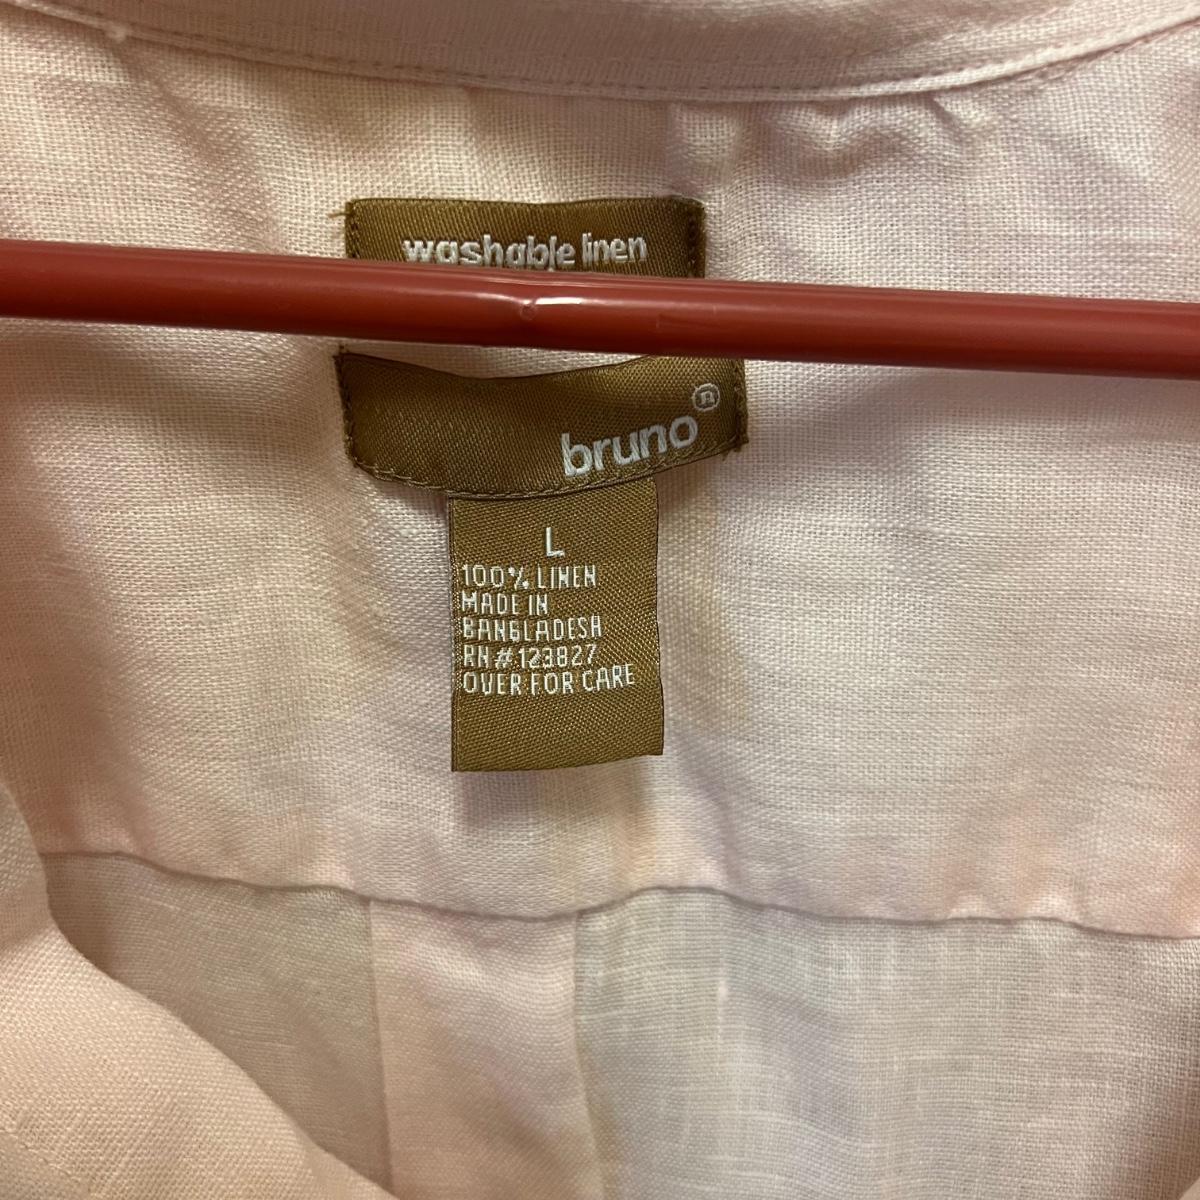 washable linen
bruno
L
100% LINEN
MADE IN
BANGLADESH
RN # 123827
OVER FOR CARE